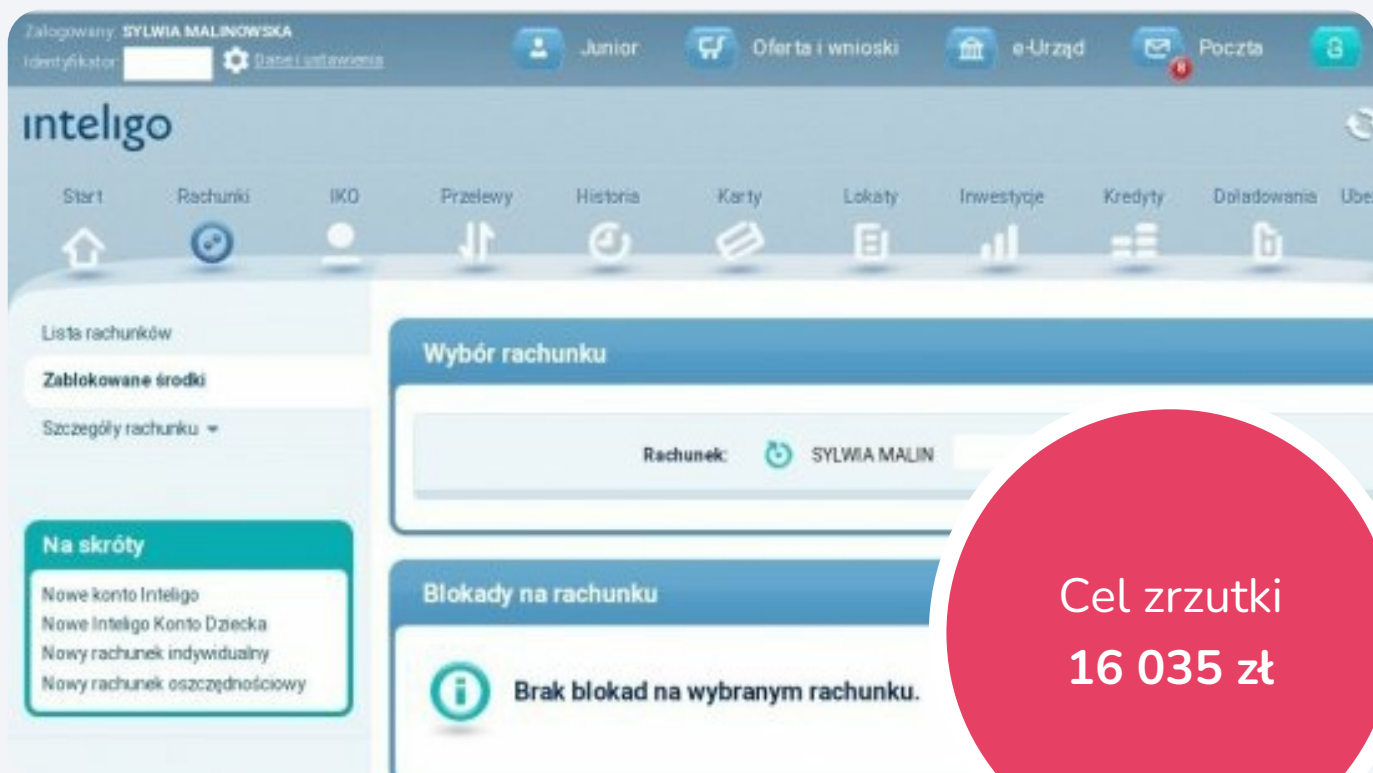 Zalogowany: SYLWIA MALINOWSKA
Identyfikator: Dane i ustawienia
Junior
Oferta i wnioski
e-Urząd
Poczta
8
inteligo
Start Rachunki IKO Przelewy Historia Karty Lokaty Inwestycje Kredyty Doładowania Ube
Lista rachunków
Zablokowane środki
Szczegóły rachunku
Na skróty
Nowe konto Inteligo
Nowe Inteligo Konto Dziecka
Nowy rachunek indywidualny
Nowy rachunek oszczędnościowy
Wybór rachunku
Rachunek: SYLWIA MALIN
Blokady na rachunku
Brak blokad na wybranym rachunku.
Cel zrzutki
16 035 zł